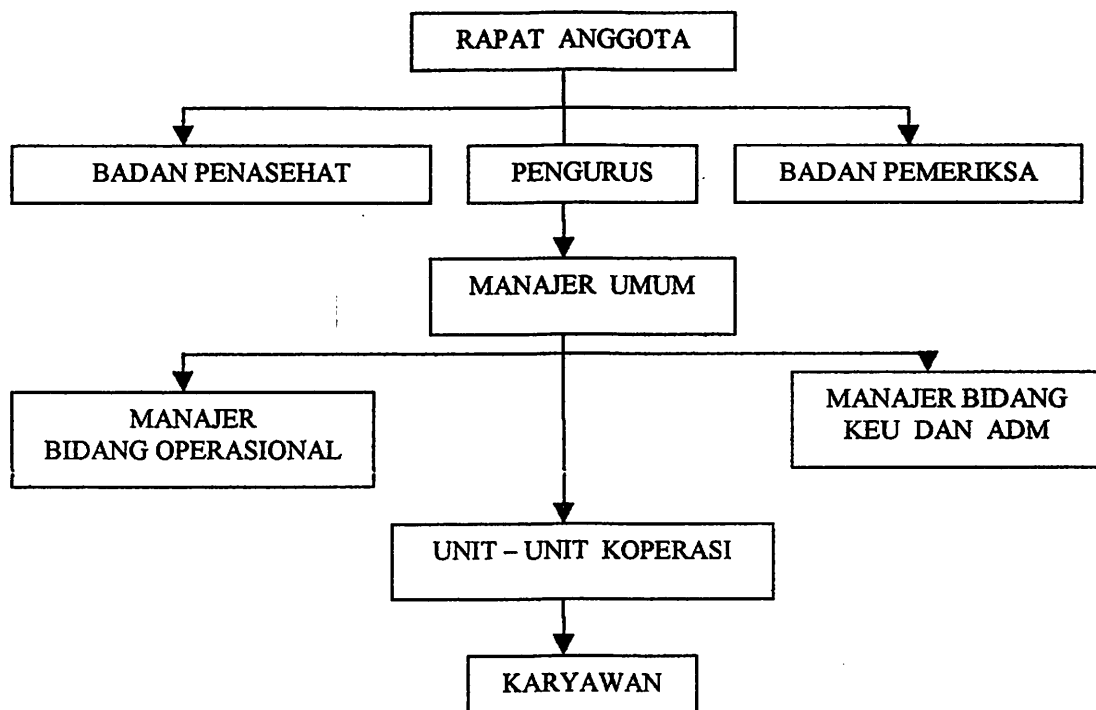 RAPAT ANGGOTA
BADAN PENASEHAT
PENGURUS
BADAN PEMERIKSA
MANAJER UMUM
MANAJER
BIDANG OPERASIONAL
MANAJER BIDANG
KEU DAN ADM
UNIT – UNIT KOPERASI
KARYAWAN